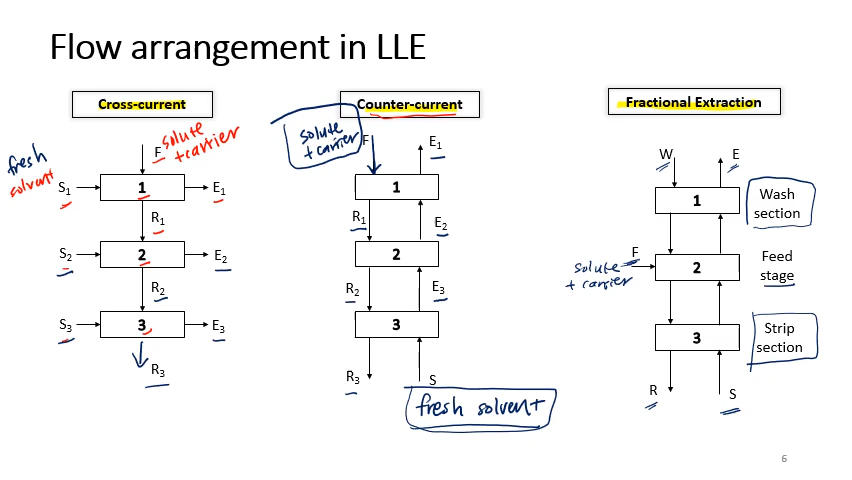 Flow arrangement in LLE
Cross-current
fresh
solvent
F
solute
+carrier
S1
1
E1
R1
S2
2
E2
R2
S3
3
E3
R3
Counter-current
solute
+ carrier
F
E1
1
R1
E2
2
R2
E3
3
R3
S
fresh solvent
Fractional Extraction
W
E
1
Wash
section
F
solute
+ carrier
2
Feed
stage
3
Strip
section
R
S
6